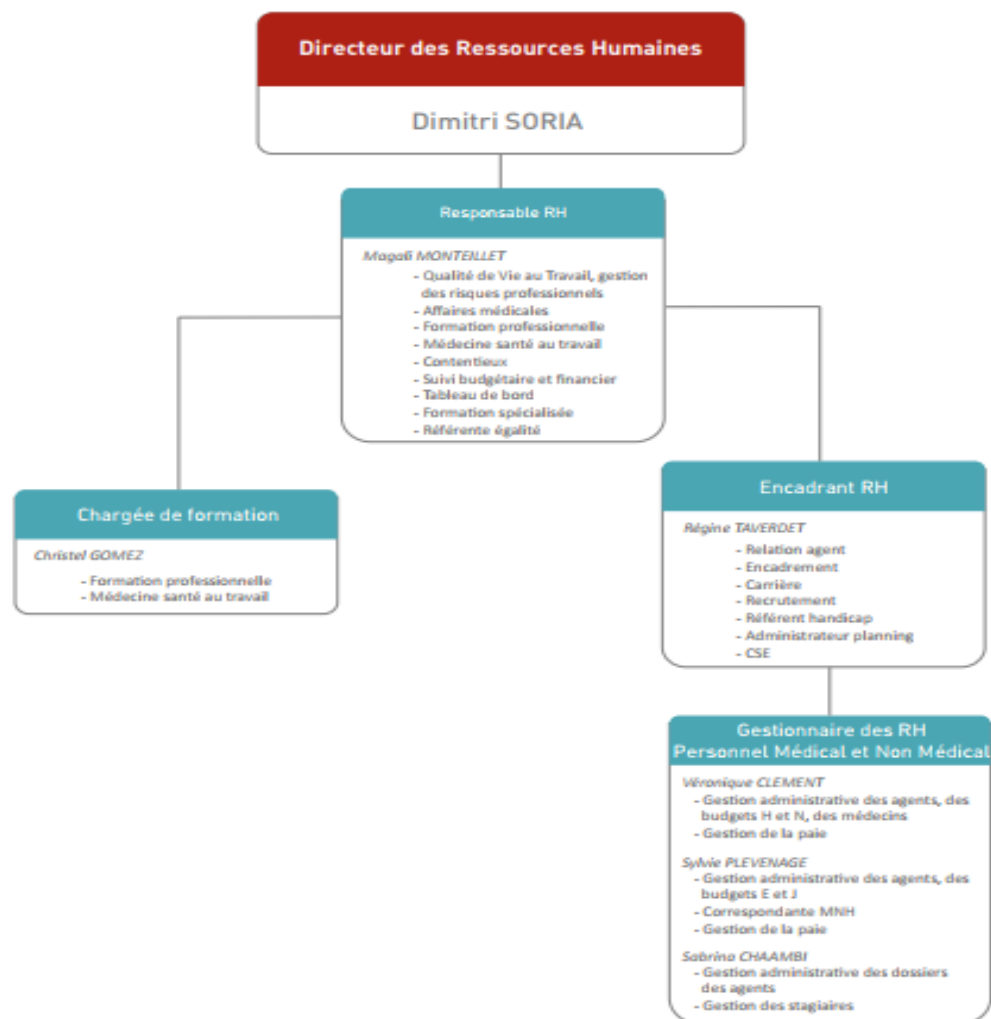 Directeur des Ressources Humaines
Dimitri SORIA
Responsable RH
Magali MONTEILLET
- Qualité de Vie au Travail, gestion
des risques professionnels
- Affaires médicales
- Formation professionnelle
- Médecine santé au travail
- Contentieux
- Suivi budgétaire et financier
- Tableau de bord
- Formation spécialisée
- Référente égalité
Chargée de formation
Christel GOMEZ
- Formation professionnelle
- Médecine santé au travail
Encadrant RH
Régine TAVERDET
- Relation agent
- Encadrement
- Carrière
- Recrutement
- Référent handicap
- Administrateur planning
- CSE
Gestionnaire des RH
Personnel Médical et Non Médical
Véronique CLEMENT
- Gestion administrative des agents, des
budgets H et N, des médecins
- Gestion de la paie
Sylvie PLEVENAGE
- Gestion administrative des agents, des
budgets E et J
- Correspondante MNH
- Gestion de la paie
Sabrina CHAAMBI
- Gestion administrative des dossiers
des agents
- Gestion des stagiaires